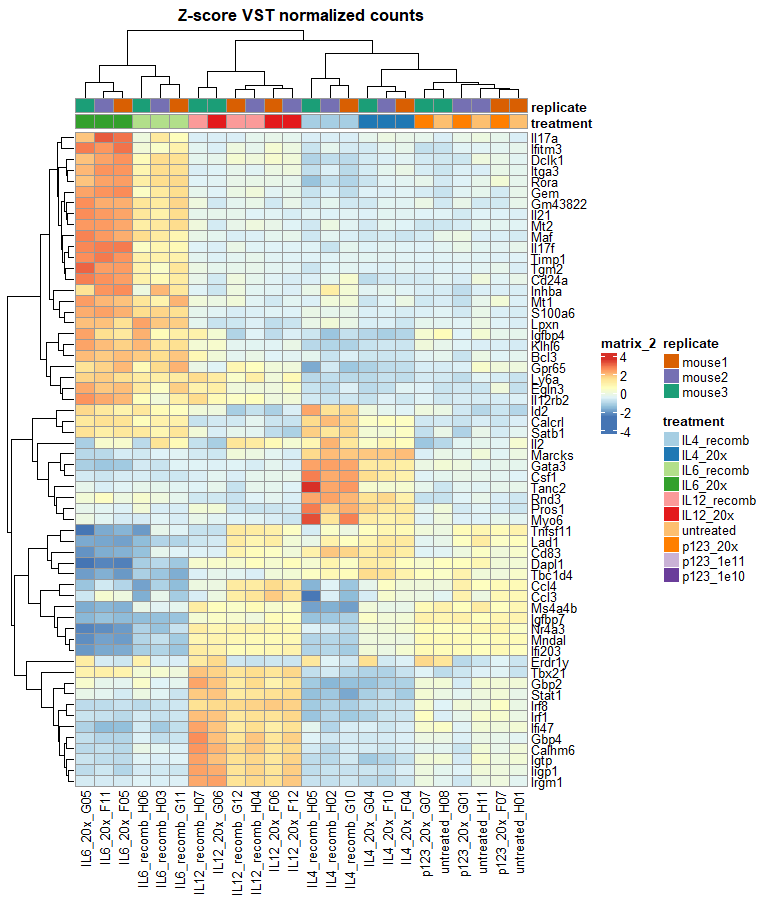 Z-score VST normalized counts
replicate
treatment
Il17a
Ifitm3
Dclk1
Itga3
Rora
Gem
Gm43822
Il21
Mt2
Maf
Il17f
Timp1
Tgm2
Cd24a
Inhba
Mt1
S100a6
Lpxn
Igfbp4
Klhl6
Bcl3
Gpr65
Ly6a
Egln3
Il12rb2
Id2
Calcrl
Satb1
Il2
Marcks
Gata3
Csf1
Tanc2
Rnd3
Pros1
Myo6
Tnfsf11
Lad1
Cd83
Dapl1
Tbc1d4
Ccl4
Ccl3
Ms4a4b
Igfbp7
Nr4a3
Mndal
Ifi203
Erdr1y
Tbx21
Gbp2
Stat1
Irf8
Irf1
Ifi47
Gbp4
Calhm6
Igtp
Iigp1
Irgm1
IL6_20x_G05
IL6_20x_F11
IL6_20x_F05
IL6_recomb_H06
IL6_recomb_H03
IL6_recomb_G11
IL12_recomb_H07
IL12_20x_G06
IL12_recomb_G12
IL12_recomb_H04
IL12_20x_F06
IL12_20x_F12
IL4_recomb_H05
IL4_recomb_H02
IL4_recomb_G10
IL4_20x_G04
IL4_20x_F10
IL4_20x_F04
p123_20x_G07
untreated_H08
p123_20x_G01
untreated_H11
p123_20x_F07
untreated_H01
matrix_2
4
2
0
-2
-4
replicate
mouse1
mouse2
mouse3
treatment
IL4_recomb
IL4_20x
IL6_recomb
IL6_20x
IL12_recomb
IL12_20x
untreated
p123_20x
p123_1e11
p123_1e10